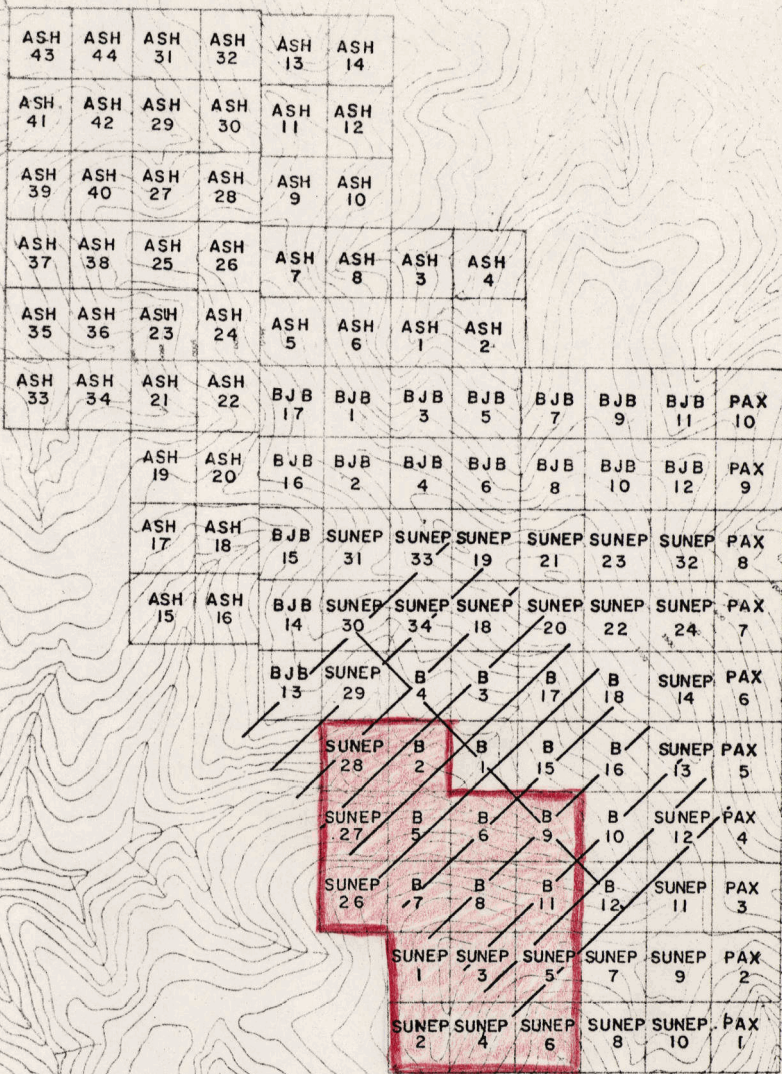 ASH ASH ASH ASH ASH ASH
43 44 31 32 13 14
ASH ASH ASH ASH ASH ASH
41 42 29 30 11 12
ASH ASH ASH ASH ASH ASH
39 40 27 28 9 10
ASH ASH ASH ASH ASH ASH ASH ASH
37 38 25 26 7 8 3 4
ASH ASH ASH ASH ASH ASH ASH ASH
35 36 23 24 5 6 1 2
ASH ASH ASH ASH BJB BJB BJB BJB BJB BJB BJB PAX
33 34 21 22 17 1 3 5 7 9 11 10
ASH ASH BJB BJB BJB BJB BJB BJB BJB PAX
19 20 16 2 4 6 8 10 12 9
ASH ASH BJB SUNEP SUNEP SUNEP SUNEP SUNEP SUNEP PAX
17 18 15 31 33 19 21 23 32 8
ASH ASH BJB SUNEP SUNEP SUNEP SUNEP SUNEP SUNEP PAX
15 16 14 30 34 18 20 22 24 7
BJB SUNEP B B B B SUNEP PAX
13 29 4 3 17 18 14 6
SUNEP B B B B SUNEP PAX
28 2 1 15 16 13 5
SUNEP B B B B SUNEP PAX
27 5 6 9 10 12 4
SUNEP B B B B SUNEP PAX
26 7 8 11 12 11 3
SUNEP SUNEP SUNEP SUNEP SUNEP PAX
1 3 5 7 9 2
SUNEP SUNEP SUNEP SUNEP SUNEP PAX
2 4 6 8 10 1